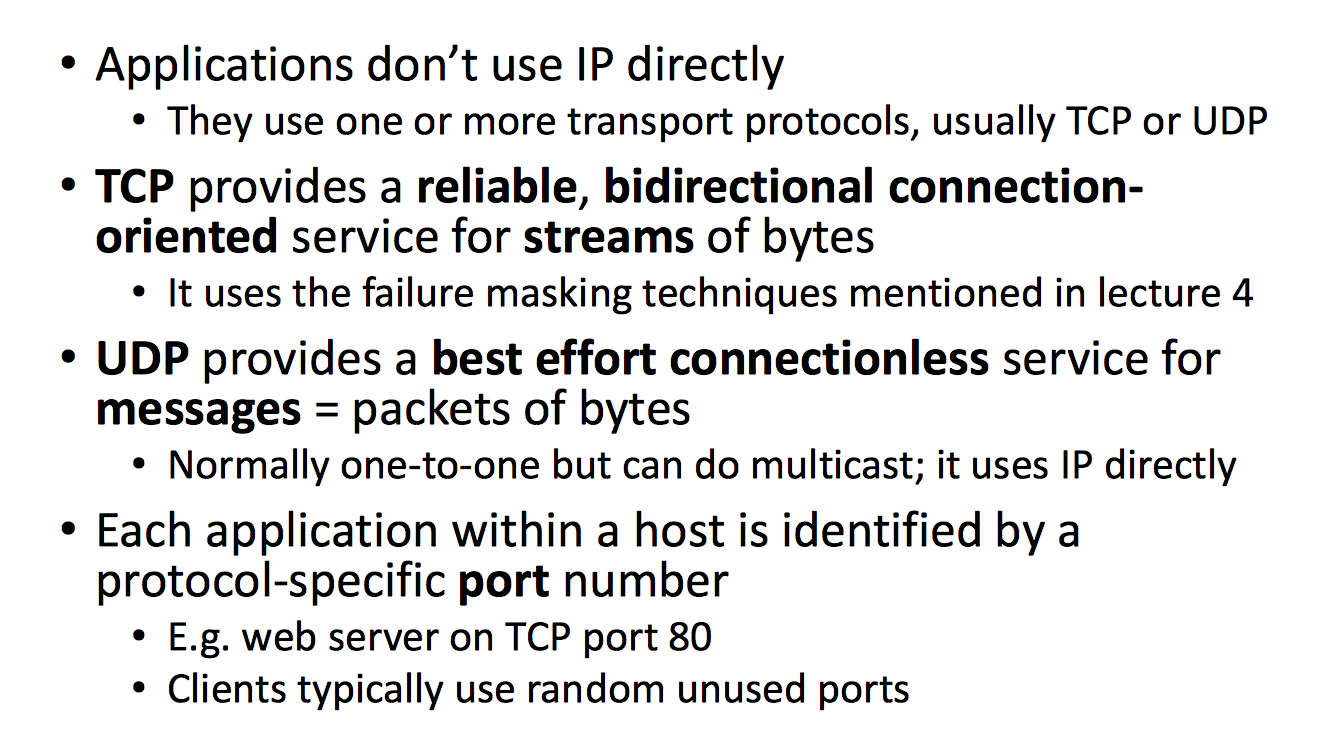 • Applications don’t use IP directly
• They use one or more transport protocols, usually TCP or UDP
• TCP provides a reliable, bidirectional connection-
oriented service for streams of bytes
• It uses the failure masking techniques mentioned in lecture 4
• UDP provides a best effort connectionless service for
messages = packets of bytes
• Normally one-to-one but can do multicast; it uses IP directly
• Each application within a host is identified by a
protocol-specific port number
• E.g. web server on TCP port 80
• Clients typically use random unused ports